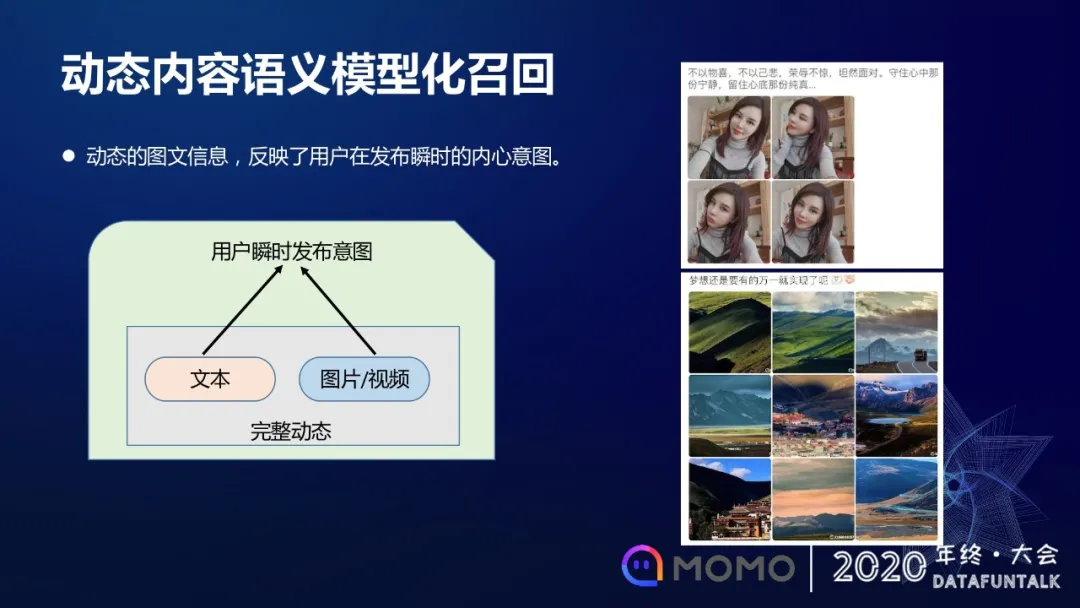 动态内容语义模型化召回
动态的图文信息，反映了用户在发布瞬时的内心意图。
用户瞬时发布意图
文本
图片/视频
完整动态
不以物喜，不以己悲。荣辱不惊，坦然面对。守住心中那
份宁静，留住心底那份纯真...
梦想还是要有的万一就实现了呢
MOMO
2020 年终·大会
DATAFUNTALK